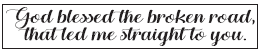 God blessed the broken road,
that led me straight to you.